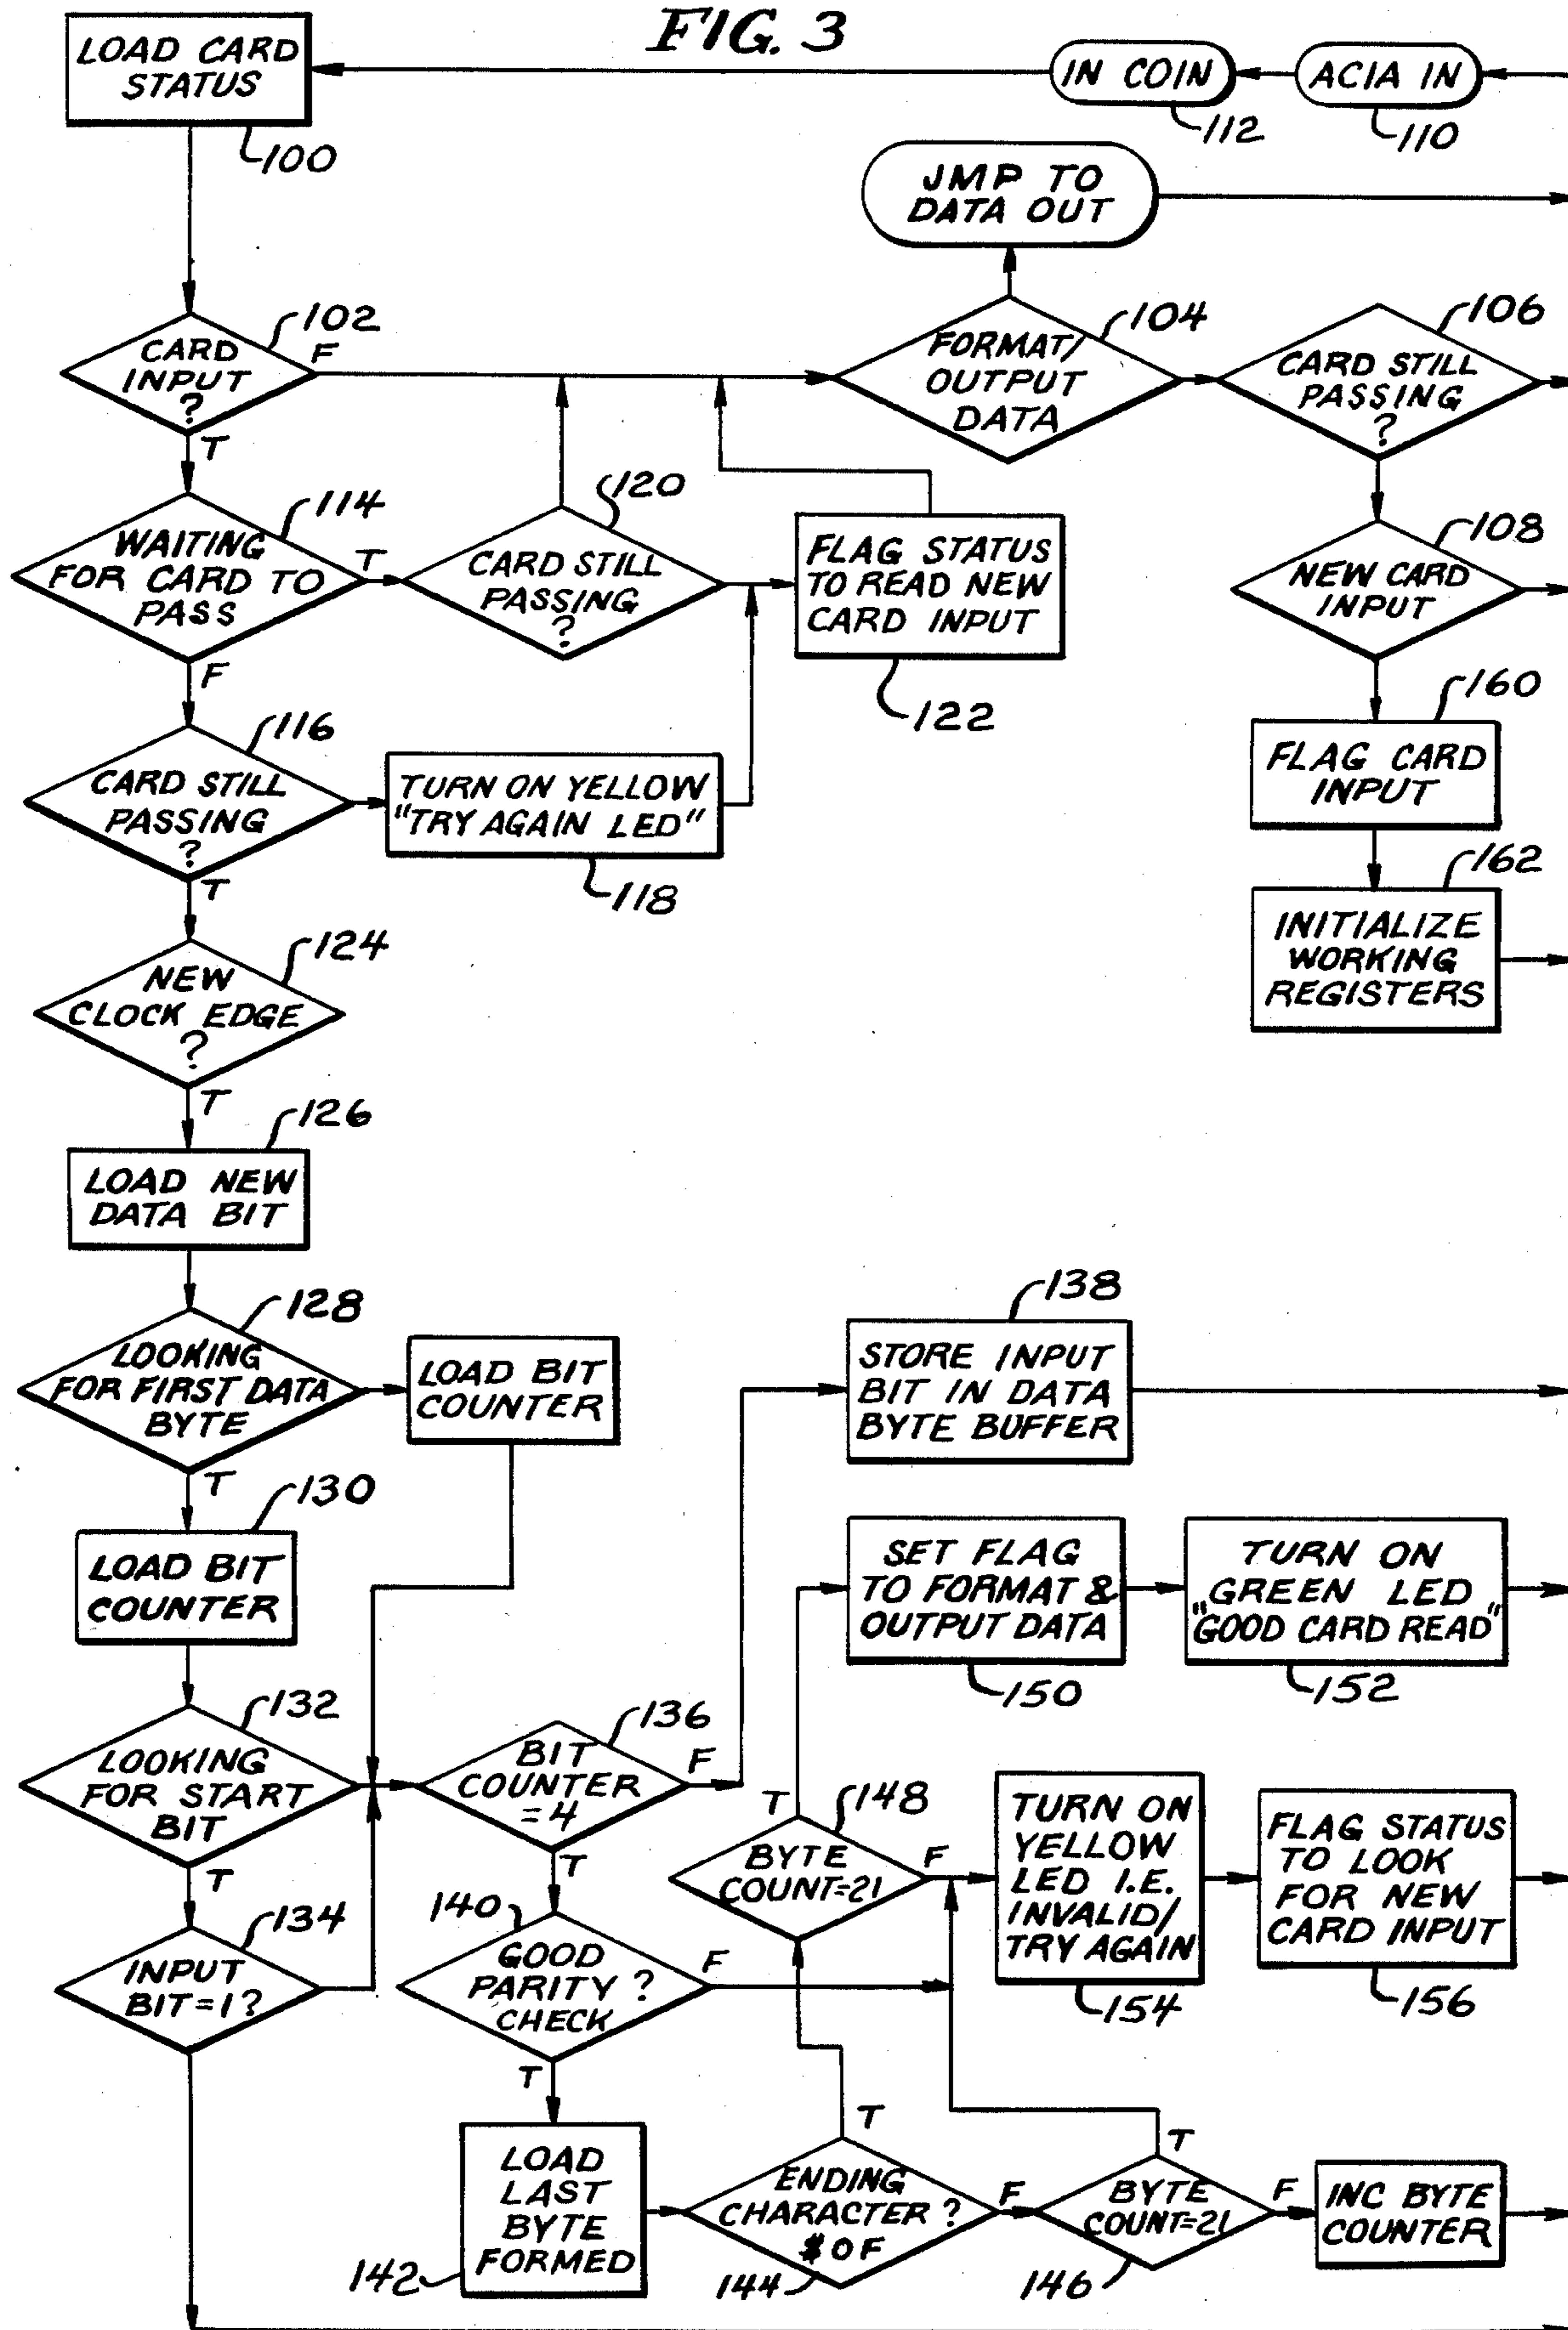 FIG. 3
LOAD CARD
STATUS
100
IN COIN
112
ACIA IN
110
JMP TO
DATA OUT
CARD
INPUT
?
102
F
T
FORMAT/
OUTPUT
DATA
104
CARD STILL
PASSING
?
106
WAITING
FOR CARD TO
PASS
114
T
F
CARD STILL
PASSING
?
120
FLAG STATUS
TO READ NEW
CARD INPUT
122
NEW CARD
INPUT
108
CARD STILL
PASSING
?
116
T
TURN ON YELLOW
"TRY AGAIN LED"
118
FLAG CARD
INPUT
160
INITIALIZE
WORKING
REGISTERS
162
NEW
CLOCK EDGE
?
124
T
LOAD NEW
DATA BIT
126
LOOKING
FOR FIRST DATA
BYTE
128
T
LOAD BIT
COUNTER
STORE INPUT
BIT IN DATA
BYTE BUFFER
138
LOAD BIT
COUNTER
130
SET FLAG
TO FORMAT &
OUTPUT DATA
150
TURN ON
GREEN LED
"GOOD CARD READ"
152
LOOKING
FOR START
BIT
132
T
BIT
COUNTER
=4
136
F
T
BYTE
COUNT=21
148
T
F
TURN ON
YELLOW
LED I.E.
INVALID/
TRY AGAIN
154
FLAG STATUS
TO LOOK
FOR NEW
CARD INPUT
156
INPUT
BIT=1?
134
GOOD
PARITY ?
CHECK
140
F
T
LOAD
LAST
BYTE
FORMED
142
ENDING
CHARACTER ?
$OF
144
T
F
BYTE
COUNT=21
146
T
F
INC BYTE
COUNTER